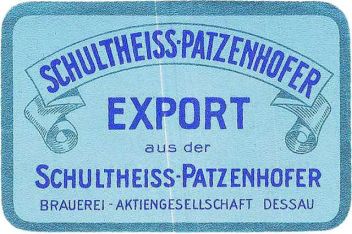 SCHULTHEISS-PATZENHOFER
EXPORT
aus der
SCHULTHEISS-PATZENHOFER
BRAUEREI-AKTIENGESELLSCHAFT DESSAU